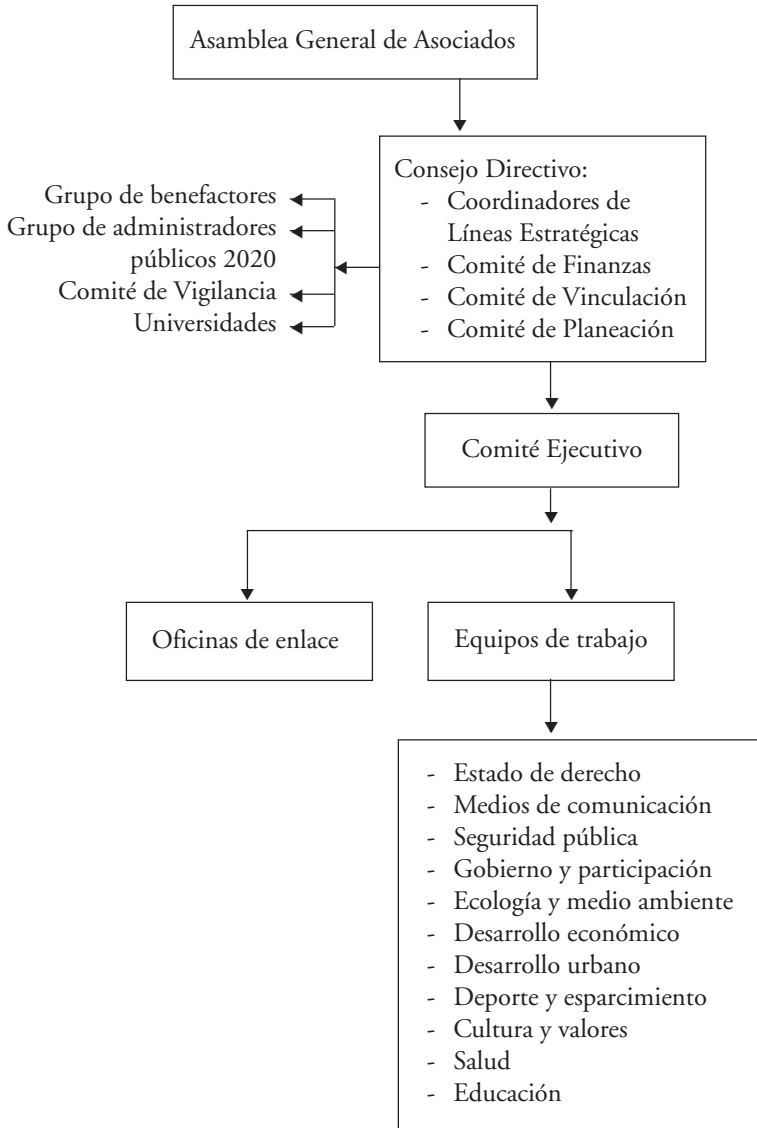 Asamblea General de Asociados
Grupo de benefactores
Grupo de administradores
públicos 2020
Comité de Vigilancia
Universidades
Consejo Directivo:
- Coordinadores de
Líneas Estratégicas
- Comité de Finanzas
- Comité de Vinculación
- Comité de Planeación
Comité Ejecutivo
Oficinas de enlace
Equipos de trabajo
- Estado de derecho
- Medios de comunicación
- Seguridad pública
- Gobierno y participación
- Ecología y medio ambiente
- Desarrollo económico
- Desarrollo urbano
- Deporte y esparcimiento
- Cultura y valores
- Salud
- Educación